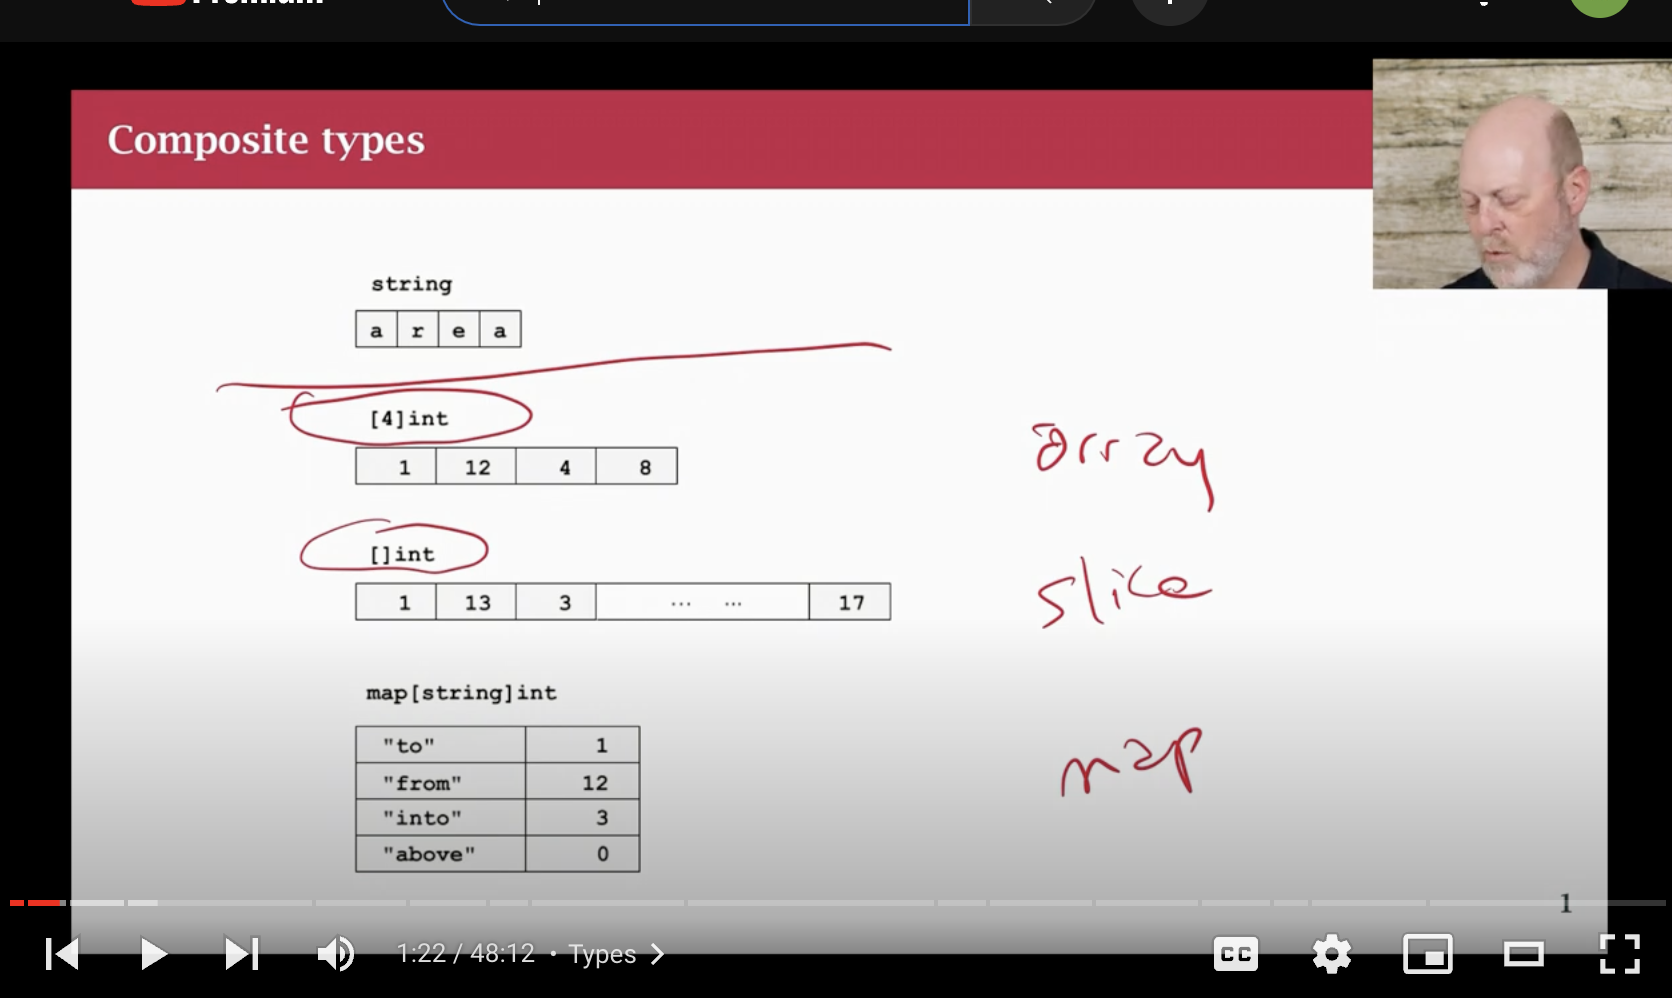 Composite types
string
a r e a
[4]int
1 12 4 8
array
[]int
1 13 3 ... ... 17
slice
map[string]int
"to" 1
"from" 12
"into" 3
"above" 0
map
1
1:22 / 48:12 • Types
CC